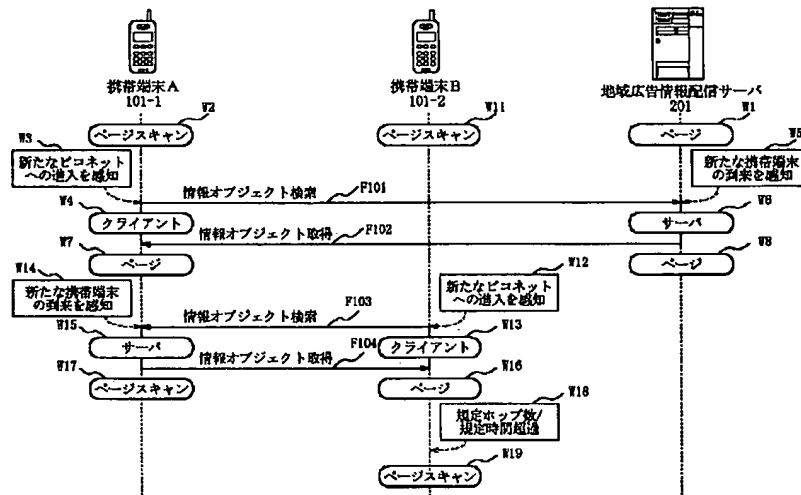 携帯端末A
101-1
携帯端末B
101-2
地域広告情報配信サーバ
201
W2
ページスキャン
W11
ページスキャン
W1
ページ
W3
新たなピコネット
への進入を感知
W5
新たな携帯端末
の到来を感知
情報オブジェクト検索
F101
W4
クライアント
W6
サーバ
情報オブジェクト取得
F102
W7
ページ
W8
ページ
W14
新たな携帯端末
の到来を感知
W12
新たなピコネット
への進入を感知
情報オブジェクト検索
F103
W15
サーバ
W13
クライアント
情報オブジェクト取得
F104
W17
ページスキャン
W16
ページ
W18
規定ホップ数/
規定時間超過
W19
ページスキャン